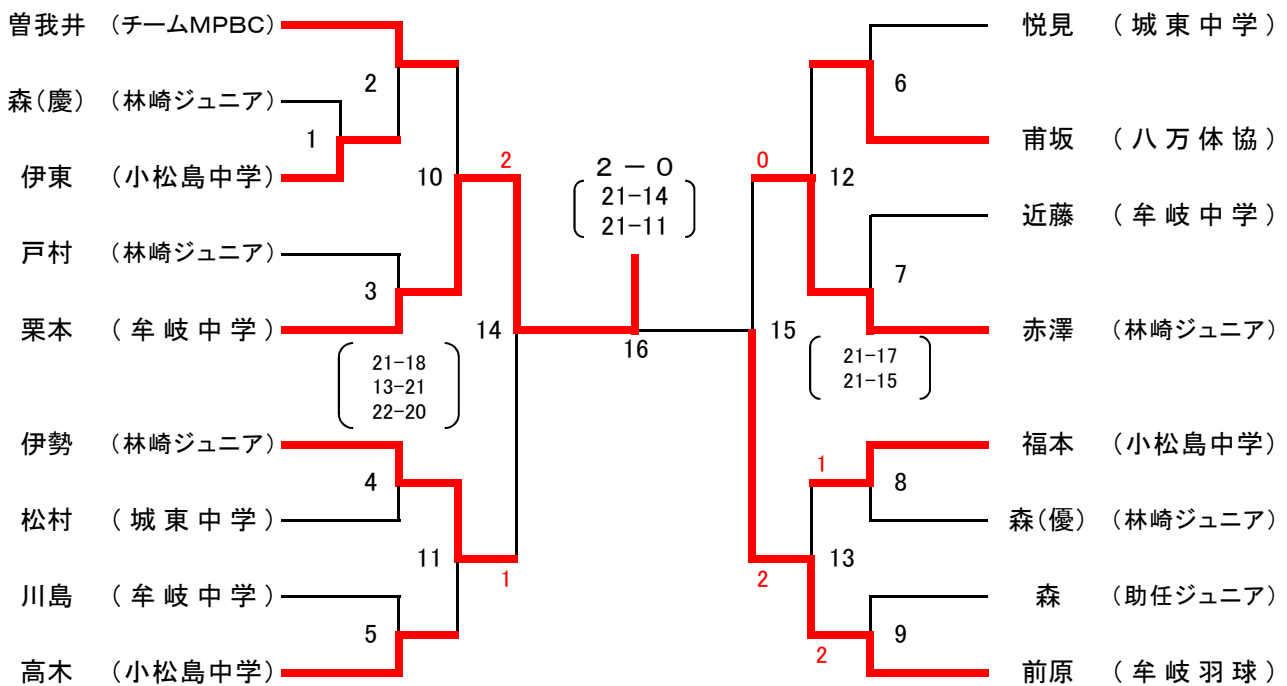 曽我井 (チームMPBC)
2
森(慶) (林崎ジュニア)
1
伊東 (小松島中学)
10
2
戸村 (林崎ジュニア)
3
栗本 (牟岐中学)
14
21-18
13-21
22-20
伊勢 (林崎ジュニア)
4
松村 (城東中学)
11
1
川島 (牟岐中学)
5
高木 (小松島中学)
2-0
21-14
21-11
16
悦見 (城東中学)
6
甫坂 (八万体協)
0
12
近藤 (牟岐中学)
7
赤澤 (林崎ジュニア)
15
21-17
21-15
福本 (小松島中学)
1
8
森(優) (林崎ジュニア)
13
2
森 (助任ジュニア)
9
2
前原 (牟岐羽球)